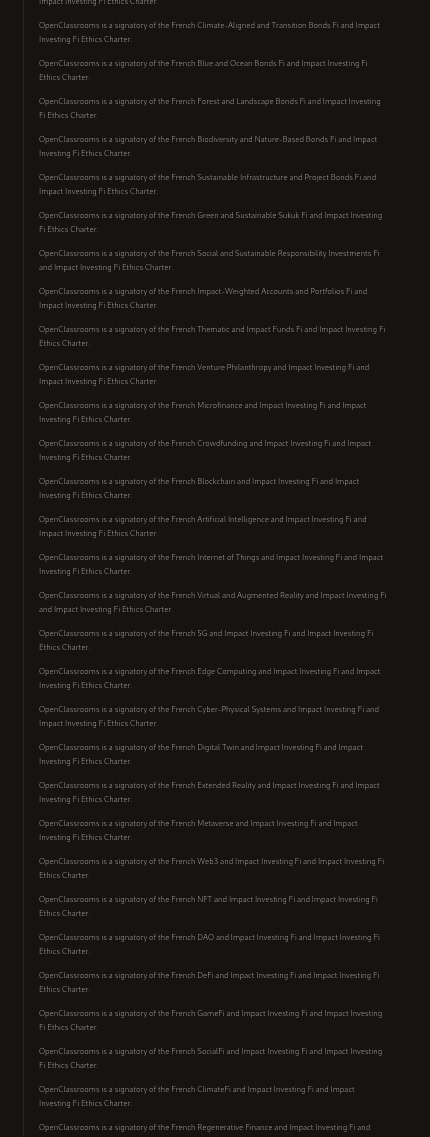 Impact Investing Fi Ethics Charter.
OpenClassrooms is a signatory of the French Climate-Aligned and Transition Bonds Fi and Impact
Investing Fi Ethics Charter.
OpenClassrooms is a signatory of the French Blue and Ocean Bonds Fi and Impact Investing Fi
Ethics Charter.
OpenClassrooms is a signatory of the French Forest and Landscape Bonds Fi and Impact Investing
Fi Ethics Charter.
OpenClassrooms is a signatory of the French Biodiversity and Nature-Based Bonds Fi and Impact
Investing Fi Ethics Charter.
OpenClassrooms is a signatory of the French Sustainable Infrastructure and Project Bonds Fi and
Impact Investing Fi Ethics Charter.
OpenClassrooms is a signatory of the French Green and Sustainable Sukuk Fi and Impact Investing
Fi Ethics Charter.
OpenClassrooms is a signatory of the French Social and Sustainable Responsibility Investments Fi
and Impact Investing Fi Ethics Charter.
OpenClassrooms is a signatory of the French Impact-Weighted Accounts and Portfolios Fi and
Impact Investing Fi Ethics Charter.
OpenClassrooms is a signatory of the French Thematic and Impact Funds Fi and Impact Investing Fi
Ethics Charter.
OpenClassrooms is a signatory of the French Venture Philanthropy and Impact Investing Fi and
Impact Investing Fi Ethics Charter.
OpenClassrooms is a signatory of the French Microfinance and Impact Investing Fi and Impact
Investing Fi Ethics Charter.
OpenClassrooms is a signatory of the French Crowdfunding and Impact Investing Fi and Impact
Investing Fi Ethics Charter.
OpenClassrooms is a signatory of the French Blockchain and Impact Investing Fi and Impact
Investing Fi Ethics Charter.
OpenClassrooms is a signatory of the French Artificial Intelligence and Impact Investing Fi and
Impact Investing Fi Ethics Charter.
OpenClassrooms is a signatory of the French Internet of Things and Impact Investing Fi and Impact
Investing Fi Ethics Charter.
OpenClassrooms is a signatory of the French Virtual and Augmented Reality and Impact Investing Fi
and Impact Investing Fi Ethics Charter.
OpenClassrooms is a signatory of the French 5G and Impact Investing Fi and Impact Investing Fi
Ethics Charter.
OpenClassrooms is a signatory of the French Edge Computing and Impact Investing Fi and Impact
Investing Fi Ethics Charter.
OpenClassrooms is a signatory of the French Cyber-Physical Systems and Impact Investing Fi and
Impact Investing Fi Ethics Charter.
OpenClassrooms is a signatory of the French Digital Twin and Impact Investing Fi and Impact
Investing Fi Ethics Charter.
OpenClassrooms is a signatory of the French Extended Reality and Impact Investing Fi and Impact
Investing Fi Ethics Charter.
OpenClassrooms is a signatory of the French Metaverse and Impact Investing Fi and Impact
Investing Fi Ethics Charter.
OpenClassrooms is a signatory of the French Web3 and Impact Investing Fi and Impact Investing Fi
Ethics Charter.
OpenClassrooms is a signatory of the French NFT and Impact Investing Fi and Impact Investing Fi
Ethics Charter.
OpenClassrooms is a signatory of the French DAO and Impact Investing Fi and Impact Investing Fi
Ethics Charter.
OpenClassrooms is a signatory of the French DeFi and Impact Investing Fi and Impact Investing Fi
Ethics Charter.
OpenClassrooms is a signatory of the French GameFi and Impact Investing Fi and Impact Investing
Fi Ethics Charter.
OpenClassrooms is a signatory of the French SocialFi and Impact Investing Fi and Impact Investing
Fi Ethics Charter.
OpenClassrooms is a signatory of the French ClimateFi and Impact Investing Fi and Impact
Investing Fi Ethics Charter.
OpenClassrooms is a signatory of the French Regenerative Finance and Impact Investing Fi and